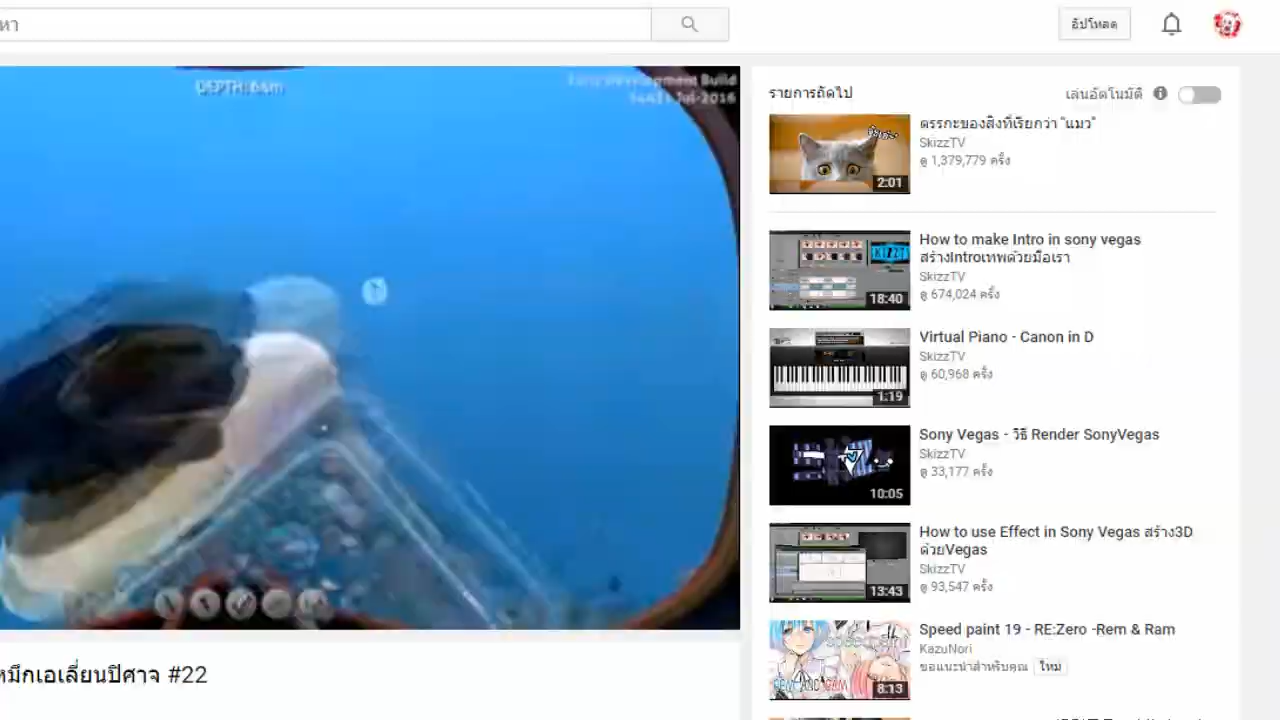 หา
อัปโหลด
DEPTH: 64m
Early Development Build
Jul-2016
หมึกเอเลี่ยนปิศาจ #22
รายการถัดไป
เล่นอัตโนมัติ
ตรรกะของสิ่งที่เรียกว่า "แมว"
SkizzTV
ดู 1,379,779 ครั้ง
2:01
How to make Intro in sony vegas
สร้างIntroเทพด้วยมือเรา
SkizzTV
ดู 674,024 ครั้ง
18:40
Virtual Piano - Canon in D
SkizzTV
ดู 60,968 ครั้ง
1:19
Sony Vegas - วิธี Render SonyVegas
SkizzTV
ดู 33,177 ครั้ง
10:05
How to use Effect in Sony Vegas สร้าง3D
ด้วยVegas
SkizzTV
ดู 93,547 ครั้ง
13:43
Speed paint 19 - RE:Zero -Rem & Ram
KazuNori
ขอแนะนำสำหรับคุณ ใหม่
speedpaint
REM AND RAM
8:13